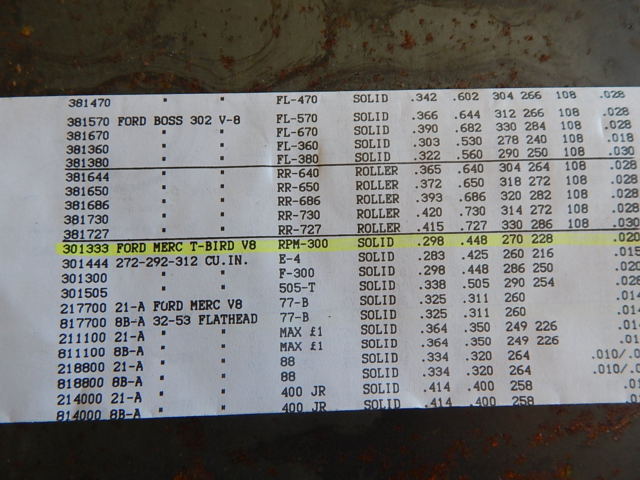 381470 " " FL-470 SOLID .342 .602 304 266 108 .028
381570 FORD BOSS 302 V-8 FL-570 SOLID .366 .644 312 266 108 .028
381670 " " FL-670 SOLID .390 .682 330 284 108 .028
381360 " " FL-360 SOLID .303 .530 278 240 108 .018
381380 " " FL-380 SOLID .322 .560 290 250 108 .030
381644 " " RR-640 ROLLER .365 .640 304 264 108 .028
381650 " " RR-650 ROLLER .372 .650 318 272 108 .028
381686 " " RR-686 ROLLER .393 .686 320 282 108 .028
381730 " " RR-730 ROLLER .420 .730 314 272 108 .028
381727 " " RR-727 ROLLER .415 .727 330 286 108 .030
301333 FORD MERC T-BIRD V8 RPM-300 SOLID .298 .448 270 228 .020
301444 272-292-312 CU.IN. E-4 SOLID .283 .425 260 216 .015
301300 " " F-300 SOLID .298 .448 286 250 .020
301505 " " 505-T SOLID .338 .505 290 254 .028
217700 21-A FORD MERC V8 77-B SOLID .325 .311 260
817700 8B-A 32-53 FLATHEAD 77-B SOLID .325 .311 260
211100 21-A " " MAX £1 SOLID .364 .350 249 226
811100 8B-A " " MAX £1 SOLID .364 .350 249 226
218800 21-A " " 88 SOLID .334 .320 264 .010/.0
818800 8B-A " " 88 SOLID .334 .320 264 .010/.0
214000 21-A " " 400 JR SOLID .414 .400 258
814000 8B-A " " 400 JR SOLID .414 .400 258